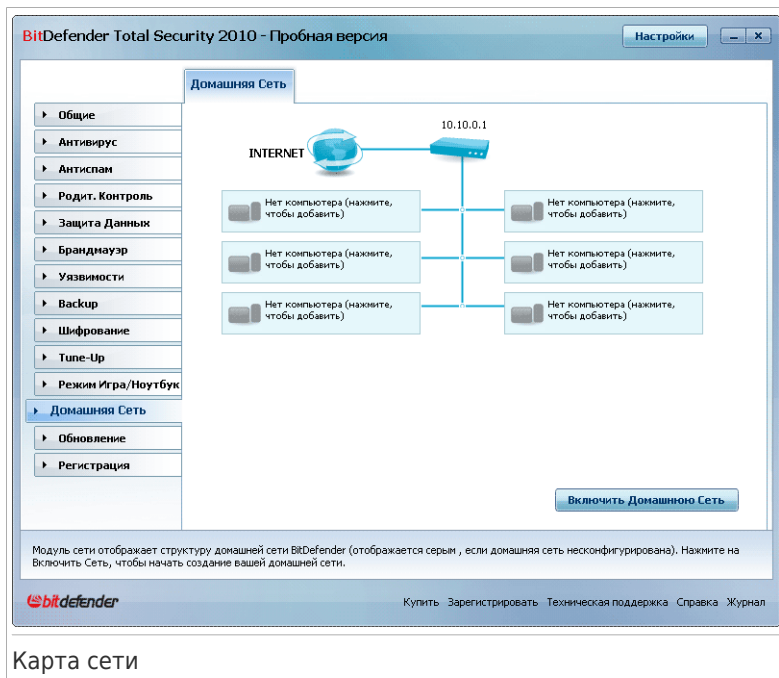 BitDefender Total Security 2010 - Пробная версия
Настройки
Домашняя Сеть
Общие
Антивирус
Антиспам
Родит. Контроль
Защита Данных
Брандмауэр
Уязвимости
Backup
Шифрование
Tune-Up
Режим Игра/Ноутбук
Домашняя Сеть
Обновление
Регистрация
10.10.0.1
INTERNET
Нет компьютера (нажмите,
чтобы добавить)
Нет компьютера (нажмите,
чтобы добавить)
Нет компьютера (нажмите,
чтобы добавить)
Нет компьютера (нажмите,
чтобы добавить)
Нет компьютера (нажмите,
чтобы добавить)
Нет компьютера (нажмите,
чтобы добавить)
Включить Домашнюю Сеть
Модуль сети отображает структуру домашней сети BitDefender (отображается серым , если домашняя сеть несконфигурирована). Нажмите на
Включить Сеть, чтобы начать создание вашей домашней сети.
bitdefender
Купить Зарегистрировать Техническая поддержка Справка Журнал
Карта сети